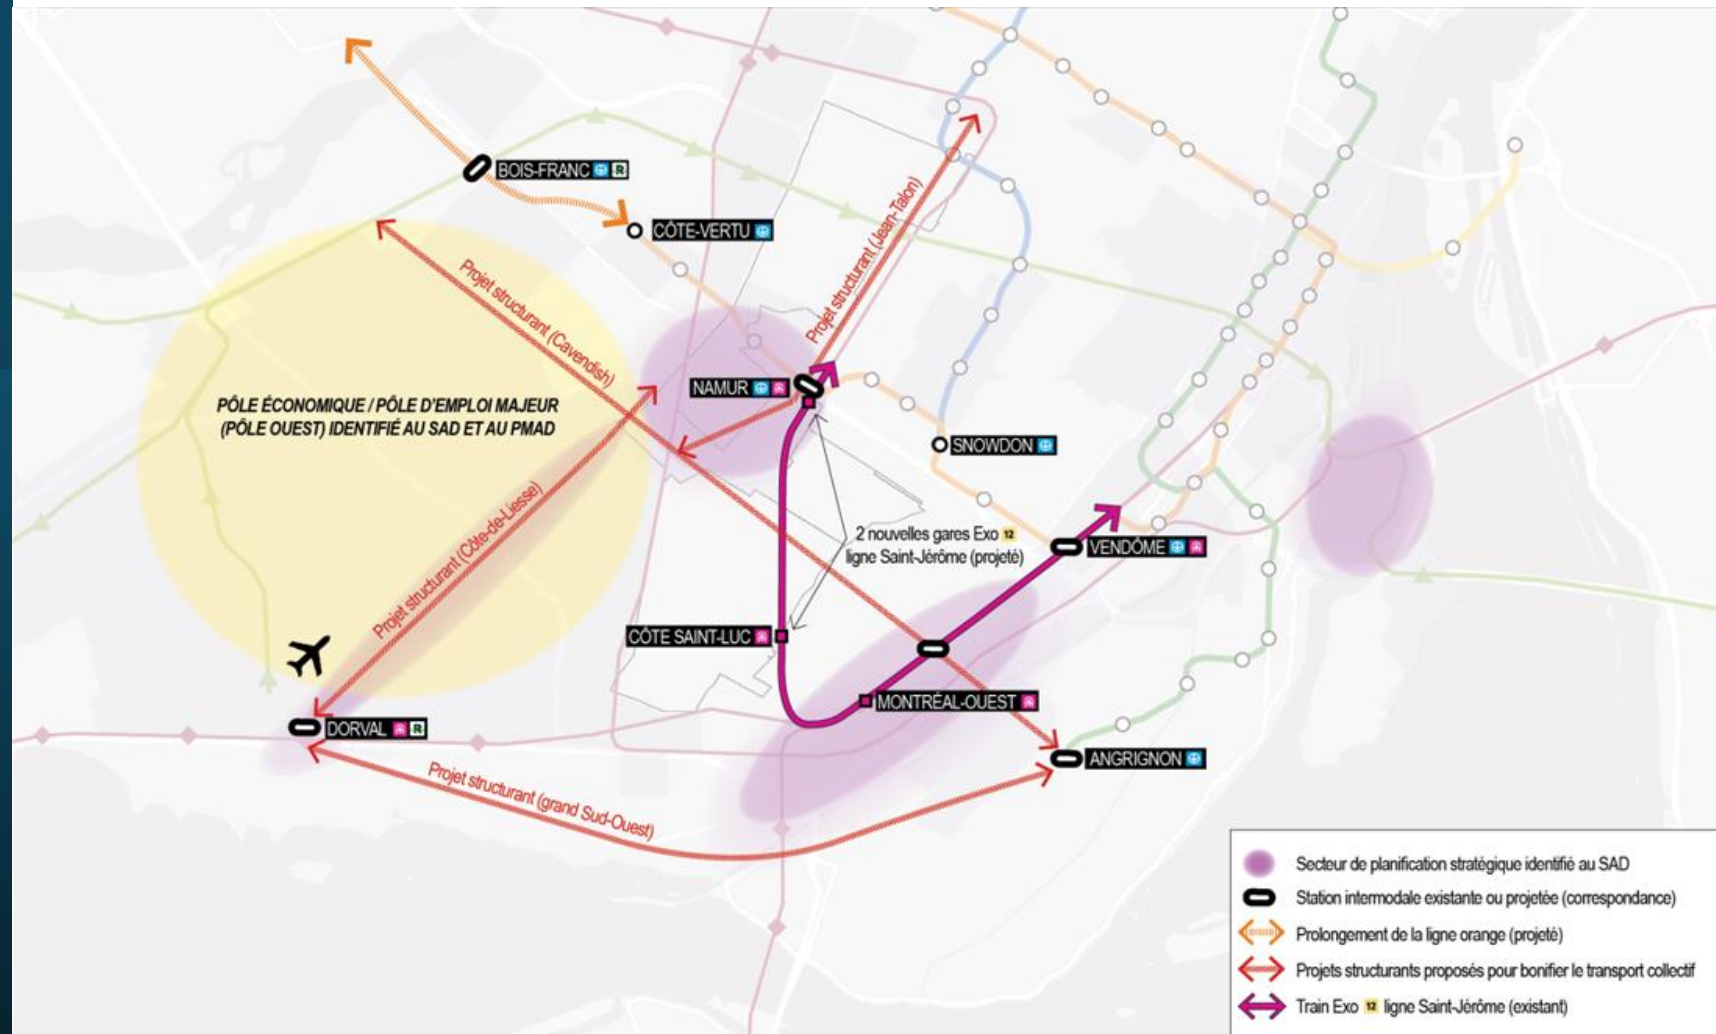 BOIS-FRANC R
CÔTE-VERTU
Projet structurant (Cavendish)
Projet structurant (Jean-Talon)
NAMUR
PÔLE ÉCONOMIQUE / PÔLE D'EMPLOI MAJEUR
(PÔLE OUEST) IDENTIFIÉ AU SAD ET AU PMAD
SNOWDON
Projet structurant (Côte-de-Liesse)
2 nouvelles gares Exo 12
ligne Saint-Jérôme (projeté)
VENDÔME
CÔTE SAINT-LUC
MONTRÉAL-OUEST
DORVAL R
ANGRIGNON
Projet structurant (grand Sud-Ouest)
Secteur de planification stratégique identifié au SAD
Station intermodale existante ou projetée (correspondance)
Prolongement de la ligne orange (projeté)
Projets structurants proposés pour bonifier le transport collectif
Train Exo 12 ligne Saint-Jérôme (existant)